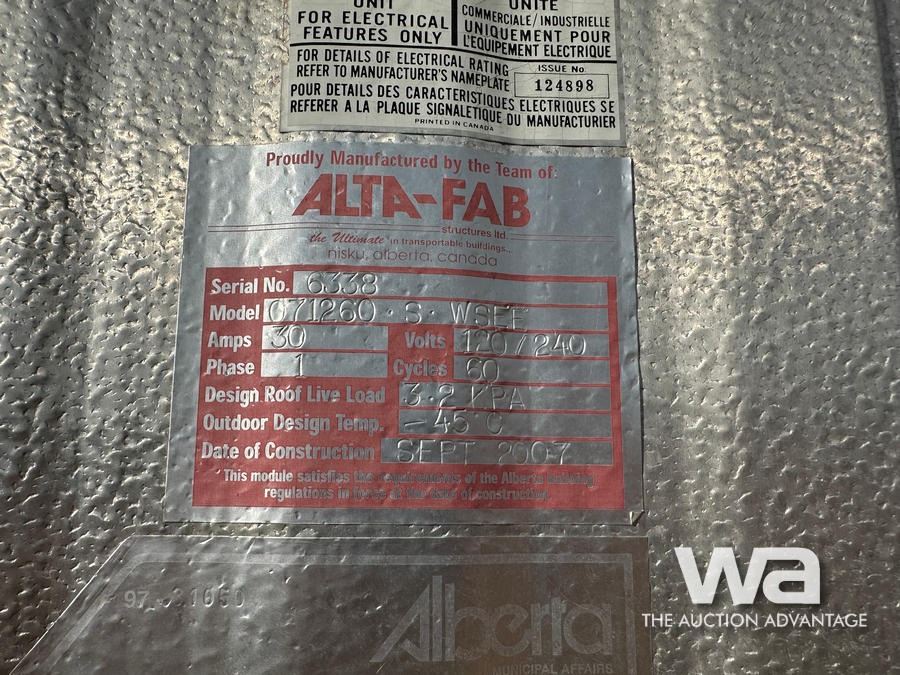 UNIT
FOR ELECTRICAL
FEATURES ONLY
UNITÉ
COMMERCIALE/INDUSTRIELLE
UNIQUEMENT POUR
L'EQUIPEMENT ELECTRIQUE
FOR DETAILS OF ELECTRICAL RATING
REFER TO MANUFACTURER'S NAMEPLATE
ISSUE No.
124898
POUR DETAILS DES CARACTERISTIQUES ELECTRIQUES SE
REFERER A LA PLAQUE SIGNALETIQUE DU MANUFACTURIER
PRINTED IN CANADA
Proudly Manufactured by the Team of:
ALTA-FAB
structures ltd.
the Ultimate in transportable buildings...
nisku, alberta, canada
Serial No. 6338
Model 071260 · S · WSEE
Amps 30 Volts 120/240
Phase 1 Cycles 60
Design Roof Live Load 3.2 KPA
Outdoor Design Temp. -45°C
Date of Construction SEPT 2007
This module satisfies the requirements of the Alberta building
regulations in force at the date of construction.
97-
Alberta
MUNICIPAL AFFAIRS
wa
THE AUCTION ADVANTAGE